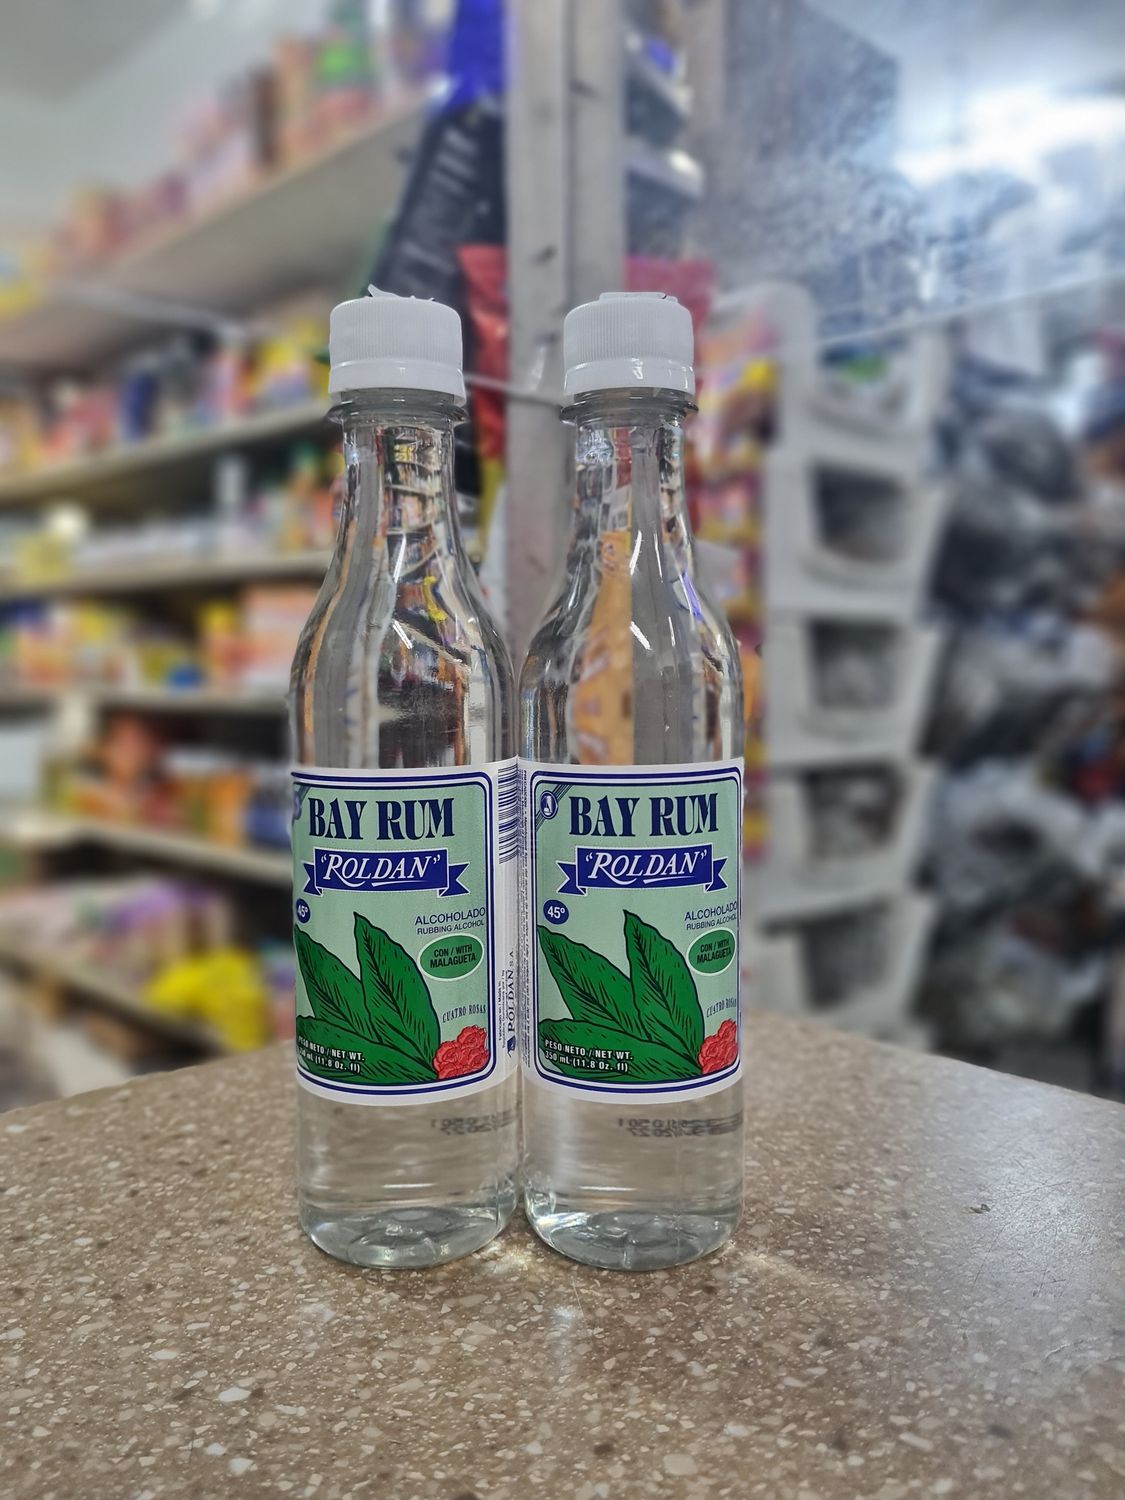 BAY RUM
"ROLDAN"
45º
ALCOHOLADO
RUBBING ALCOHOL
CON / WITH
MALAGUETA
CUATRO ROSAS
PESO NETO / NET WT.
350 mL (11.8 Oz. fl)
ROLDAN S.A.
BAY RUM
"ROLDAN"
45º
ALCOHOLADO
RUBBING ALCOHOL
CON / WITH
MALAGUETA
CUATRO ROSAS
PESO NETO / NET WT.
350 mL (11.8 Oz. fl)